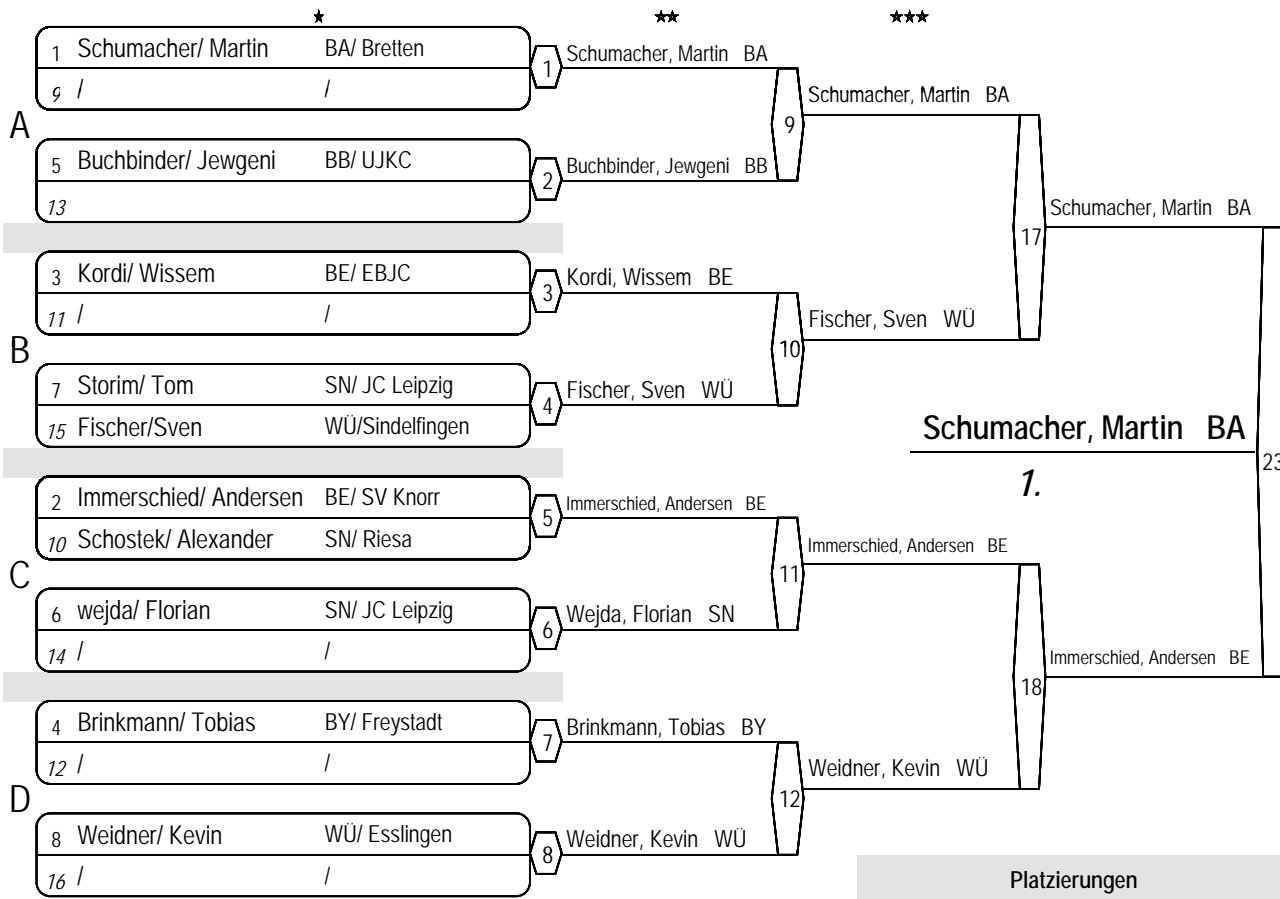 ★ ★★ ★★★
1 Schumacher/ Martin BA/ Bretten
9 / /
1
Schumacher, Martin BA
A
5 Buchbinder/ Jewgeni BB/ UJKC
13
2
Buchbinder, Jewgeni BB
9
Schumacher, Martin BA
3 Kordi/ Wissem BE/ EBJC
11 / /
3
Kordi, Wissem BE
B
7 Storim/ Tom SN/ JC Leipzig
15 Fischer/Sven WÜ/Sindelfingen
4
Fischer, Sven WÜ
10
Fischer, Sven WÜ
17
Schumacher, Martin BA
2 Immerschied/ Andersen BE/ SV Knorr
10 Schostek/ Alexander SN/ Riesa
5
Immerschied, Andersen BE
C
6 wejda/ Florian SN/ JC Leipzig
14 / /
6
Wejda, Florian SN
11
Immerschied, Andersen BE
4 Brinkmann/ Tobias BY/ Freystadt
12 / /
7
Brinkmann, Tobias BY
D
8 Weidner/ Kevin WÜ/ Esslingen
16 / /
8
Weidner, Kevin WÜ
12
Weidner, Kevin WÜ
18
Immerschied, Andersen BE
23
Schumacher, Martin BA
1.
Platzierungen